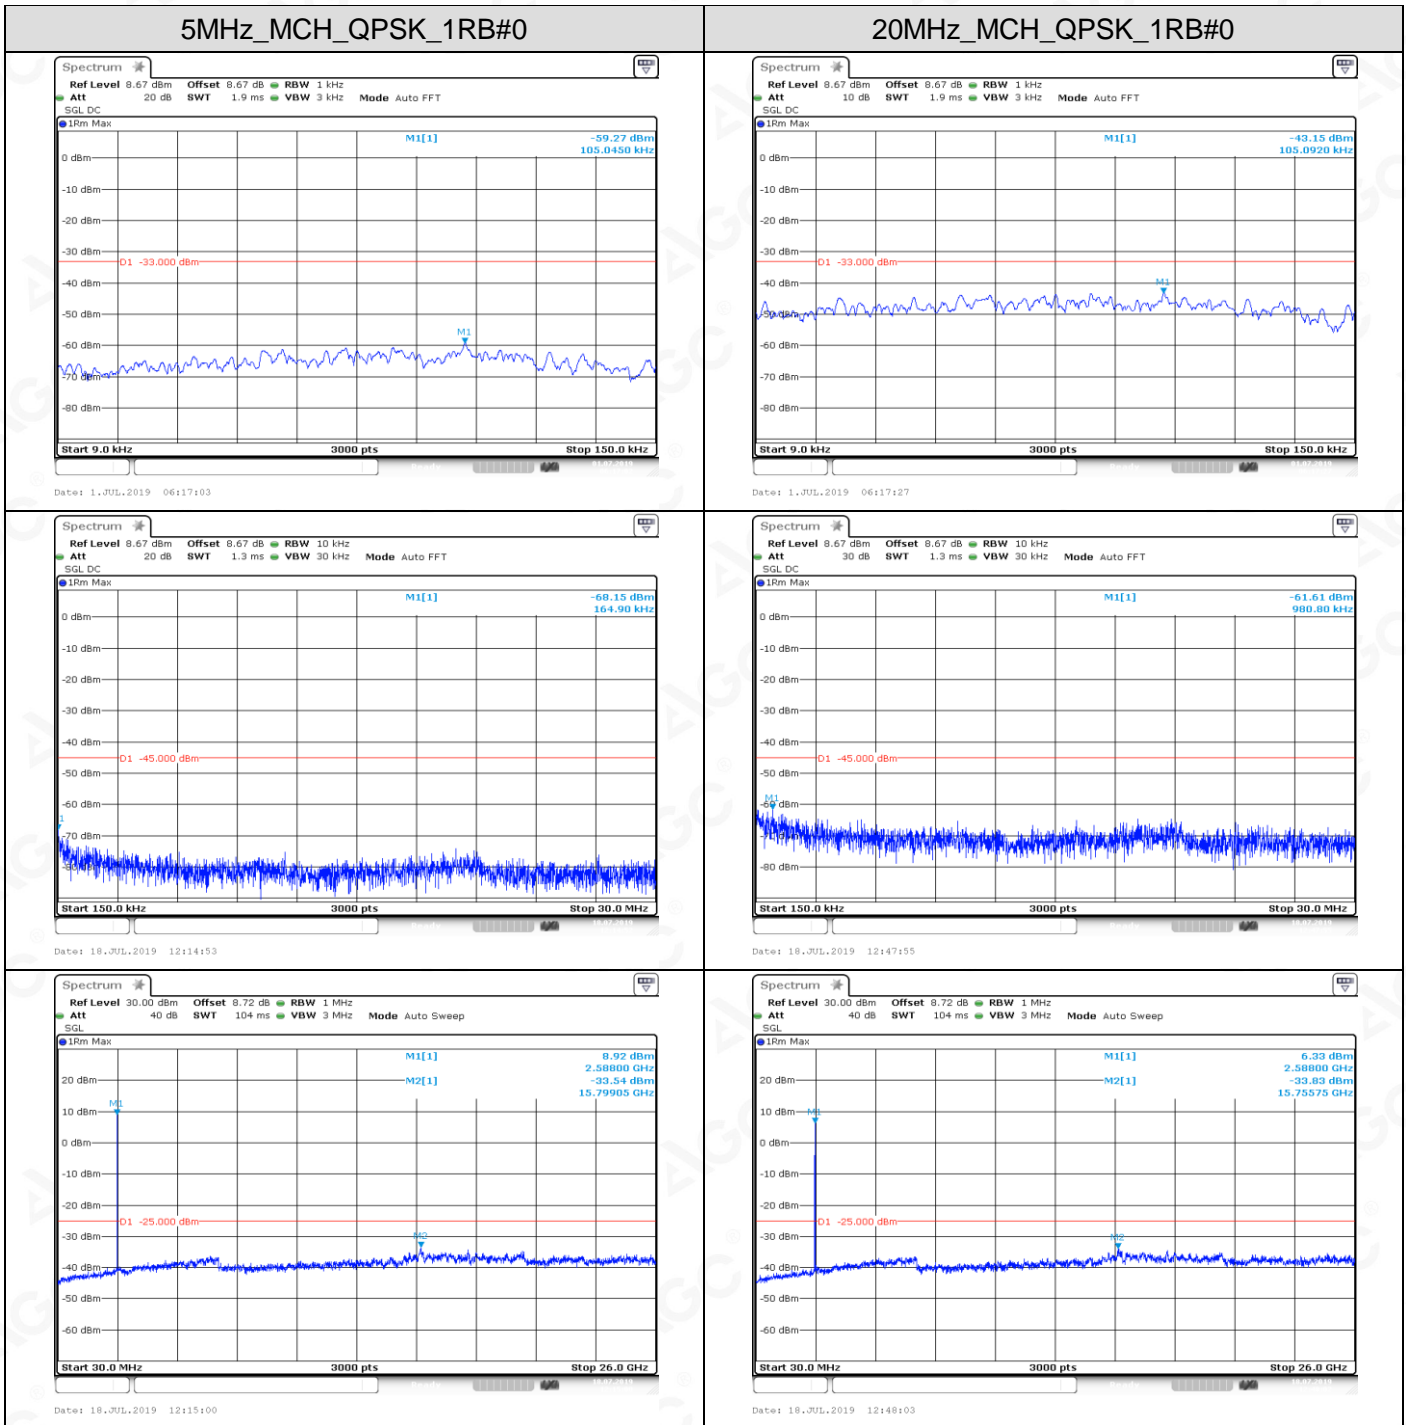 5MHz_MCH_QPSK_1RB#0
20MHz_MCH_QPSK_1RB#0
Spectrum
Ref Level 8.67 dBm Offset 8.67 dB RBW 1 kHz
Att 20 dB SWT 1.9 ms VBW 3 kHz Mode Auto FFT
SGL DC
1Rm Max
M1[1] -59.27 dBm
105.0450 kHz
0 dBm
-10 dBm
-20 dBm
-30 dBm
D1 -33.000 dBm
-40 dBm
-50 dBm
M1
-60 dBm
-70 dBm
-80 dBm
Start 9.0 kHz 3000 pts Stop 150.0 kHz
Ready 01.07.2019
Date: 1.JUL.2019 06:17:03
Spectrum
Ref Level 8.67 dBm Offset 8.67 dB RBW 1 kHz
Att 10 dB SWT 1.9 ms VBW 3 kHz Mode Auto FFT
SGL DC
1Rm Max
M1[1] -43.15 dBm
105.0920 kHz
0 dBm
-10 dBm
-20 dBm
-30 dBm
D1 -33.000 dBm
-40 dBm
M1
-50 dBm
-60 dBm
-70 dBm
-80 dBm
Start 9.0 kHz 3000 pts Stop 150.0 kHz
Date: 1.JUL.2019 06:17:27
Spectrum
Ref Level 8.67 dBm Offset 8.67 dB RBW 10 kHz
Att 20 dB SWT 1.3 ms VBW 30 kHz Mode Auto FFT
SGL DC
1Rm Max
M1[1] -68.15 dBm
164.90 kHz
0 dBm
-10 dBm
-20 dBm
-30 dBm
-40 dBm
D1 -45.000 dBm
-50 dBm
-60 dBm
1
-70 dBm
-80 dBm
Start 150.0 kHz 3000 pts Stop 30.0 MHz
Date: 18.JUL.2019 12:14:53
Spectrum
Ref Level 8.67 dBm Offset 8.67 dB RBW 10 kHz
Att 30 dB SWT 1.3 ms VBW 30 kHz Mode Auto FFT
SGL DC
1Rm Max
M1[1] -61.61 dBm
980.80 kHz
0 dBm
-10 dBm
-20 dBm
-30 dBm
-40 dBm
D1 -45.000 dBm
-50 dBm
M1
-60 dBm
-70 dBm
-80 dBm
Start 150.0 kHz 3000 pts Stop 30.0 MHz
Date: 18.JUL.2019 12:47:55
Spectrum
Ref Level 30.00 dBm Offset 8.72 dB RBW 1 MHz
Att 40 dB SWT 104 ms VBW 3 MHz Mode Auto Sweep
SGL
1Rm Max
M1[1] 8.92 dBm
2.58800 GHz
20 dBm M2[1] -33.54 dBm
15.79905 GHz
M1
10 dBm
0 dBm
-10 dBm
-20 dBm
D1 -25.000 dBm
-30 dBm
M2
-40 dBm
-50 dBm
-60 dBm
Start 30.0 MHz 3000 pts Stop 26.0 GHz
Date: 18.JUL.2019 12:15:00
Spectrum
Ref Level 30.00 dBm Offset 8.72 dB RBW 1 MHz
Att 40 dB SWT 104 ms VBW 3 MHz Mode Auto Sweep
SGL
1Rm Max
M1[1] 6.33 dBm
2.58800 GHz
20 dBm M2[1] -33.83 dBm
15.75575 GHz
10 dBm M1
0 dBm
-10 dBm
-20 dBm
D1 -25.000 dBm
-30 dBm M2
-40 dBm
-50 dBm
-60 dBm
Start 30.0 MHz 3000 pts Stop 26.0 GHz
Date: 18.JUL.2019 12:48:03